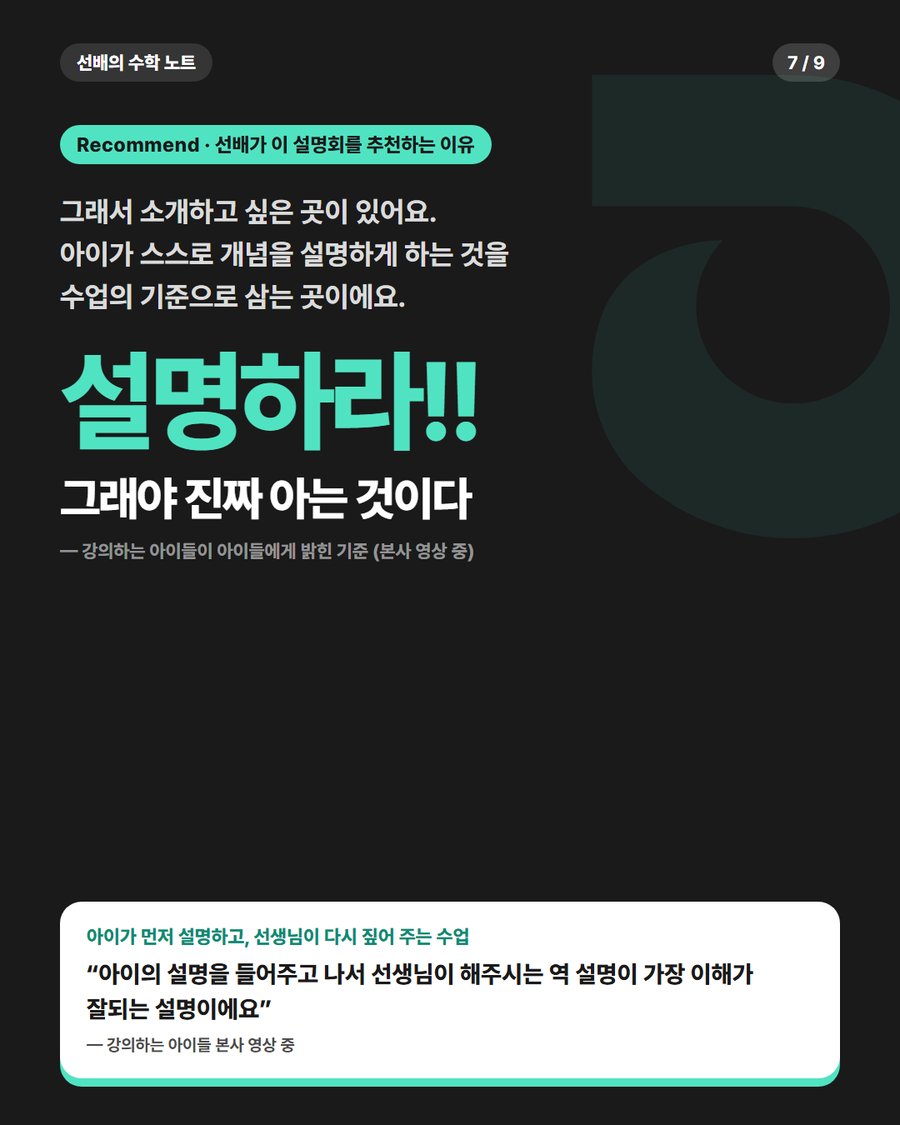 선배의 수학 노트
7 / 9
Recommend · 선배가 이 설명회를 추천하는 이유
그래서 소개하고 싶은 곳이 있어요.
아이가 스스로 개념을 설명하게 하는 것을
수업의 기준으로 삼는 곳이에요.
설명하라!!
그래야 진짜 아는 것이다
— 강의하는 아이들이 아이들에게 밝힌 기준 (본사 영상 중)
아이가 먼저 설명하고, 선생님이 다시 짚어 주는 수업
“아이의 설명을 들어주고 나서 선생님이 해주시는 역 설명이 가장 이해가
잘되는 설명이에요”
— 강의하는 아이들 본사 영상 중